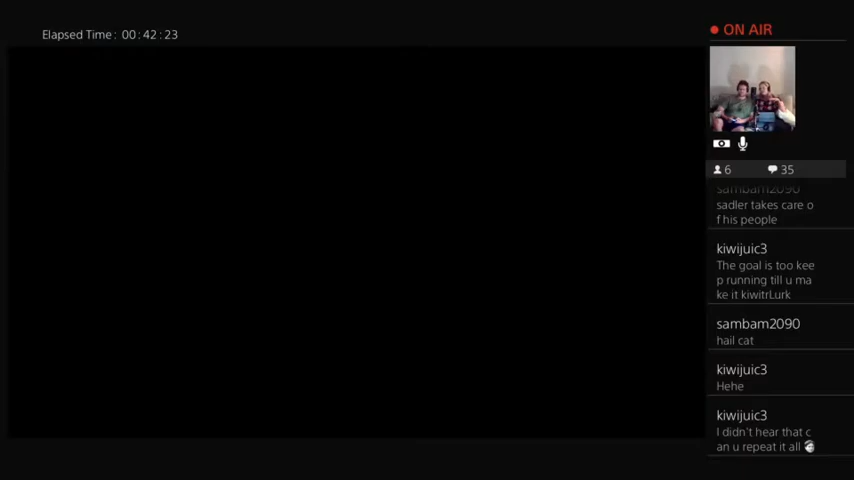 Elapsed Time: 00:42:23
ON AIR
6
35
sambam2090
sadler takes care o
f his people
kiwijuic3
The goal is too kee
p running till u ma
ke it kiwitrLurk
sambam2090
hail cat
kiwijuic3
Hehe
kiwijuic3
I didn't hear that c
an u repeat it all